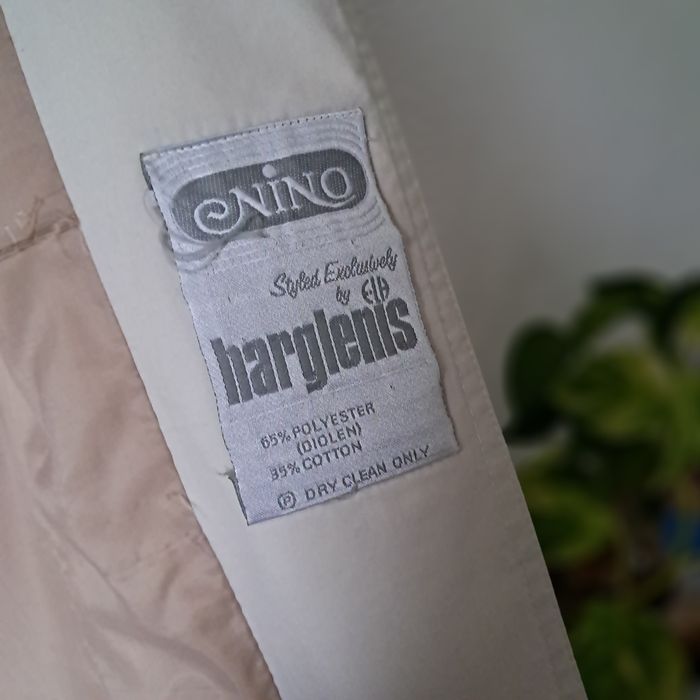 NINO
Styled Exclusively
by
harglenis
65% POLYESTER
(DIOLEN)
35% COTTON
Ⓟ DRY CLEAN ONLY